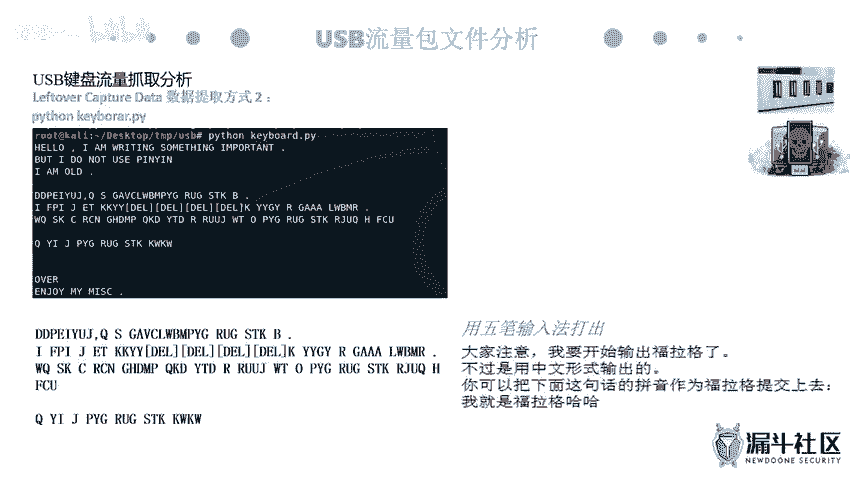 USB流量包文件分析
USB键盘流量抓取分析
Leftover Capture Data 数据提取方式 2 ：
python keyborar.py
root@kali:~/Desktop/tmp/usb# python keyboard.py
HELLO , I AM WRITING SOMETHING IMPORTANT .
BUT I DO NOT USE PINYIN
I AM OLD .
DDPEIYUJ,Q S GAVCLWBMPYG RUG STK B .
I FPI J ET KKYY[DEL][DEL][DEL][DEL]K YYGY R GAAA LWBMR .
WQ SK C RCN GHDMP QKD YTD R RUUJ WT O PYG RUG STK RJUQ H FCU
Q YI J PYG RUG STK KWKW
OVER
ENJOY MY MISC .
DDPEIYUJ,Q S GAVCLWBMPYG RUG STK B .
I FPI J ET KKYY[DEL][DEL][DEL][DEL]K YYGY R GAAA LWBMR .
WQ SK C RCN GHDMP QKD YTD R RUUJ WT O PYG RUG STK RJUQ H
FCU
Q YI J PYG RUG STK KWKW
用五笔输入法打出
大家注意，我要开始输出福拉格了。
不过是用中文形式输出的。
你可以把下面这句话的拼音作为福拉格提交上去：
我就是福拉格哈哈
漏斗社区
NEWDOONE SECURITY